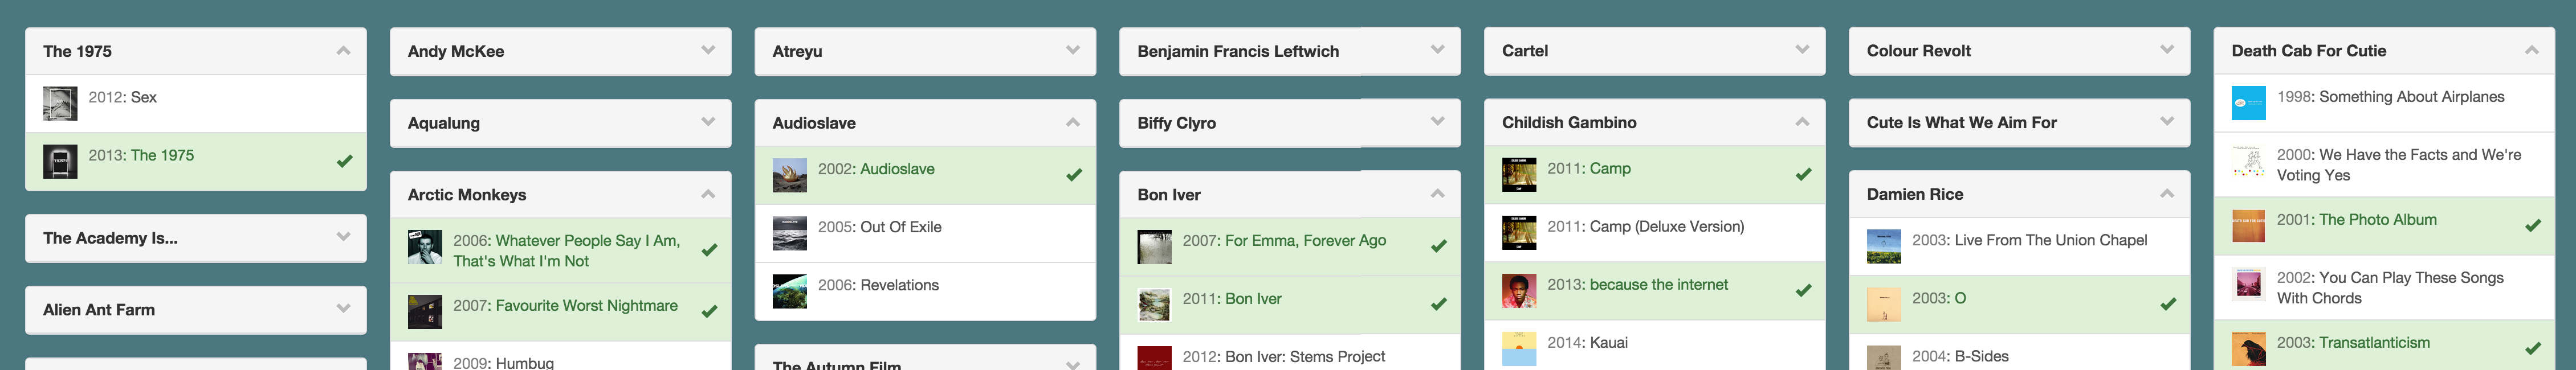 The 1975
2012: Sex
2013: The 1975
The Academy Is...
Alien Ant Farm
Andy McKee
Aqualung
Arctic Monkeys
2006: Whatever People Say I Am,
That's What I'm Not
2007: Favourite Worst Nightmare
2009: Humbug
Atreyu
Audioslave
2002: Audioslave
2005: Out Of Exile
2006: Revelations
The Autumn Film
Benjamin Francis Leftwich
Biffy Clyro
Bon Iver
2007: For Emma, Forever Ago
2011: Bon Iver
2012: Bon Iver: Stems Project
Cartel
Childish Gambino
2011: Camp
2011: Camp (Deluxe Version)
2013: because the internet
2014: Kauai
Colour Revolt
Cute Is What We Aim For
Damien Rice
2003: Live From The Union Chapel
2003: O
2004: B-Sides
Death Cab For Cutie
1998: Something About Airplanes
2000: We Have the Facts and We're
Voting Yes
2001: The Photo Album
2002: You Can Play These Songs
With Chords
2003: Transatlanticism